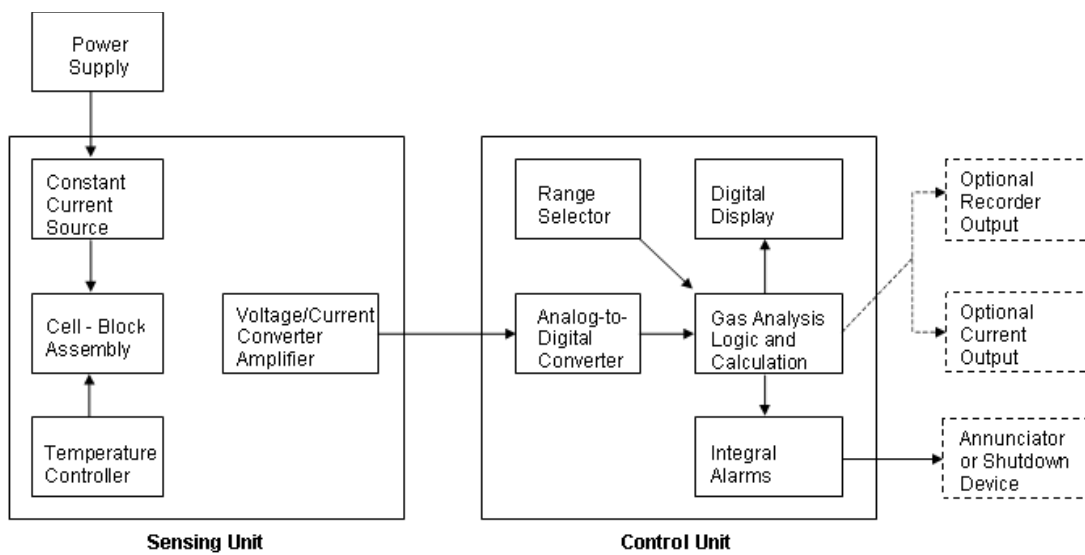 Power
Supply
Constant
Current
Source
Cell - Block
Assembly
Temperature
Controller
Voltage/Current
Converter
Amplifier
Sensing Unit
Range
Selector
Digital
Display
Analog-to-
Digital
Converter
Gas Analysis
Logic and
Calculation
Integral
Alarms
Control Unit
Optional
Recorder
Output
Optional
Current
Output
Annunciator
or Shutdown
Device